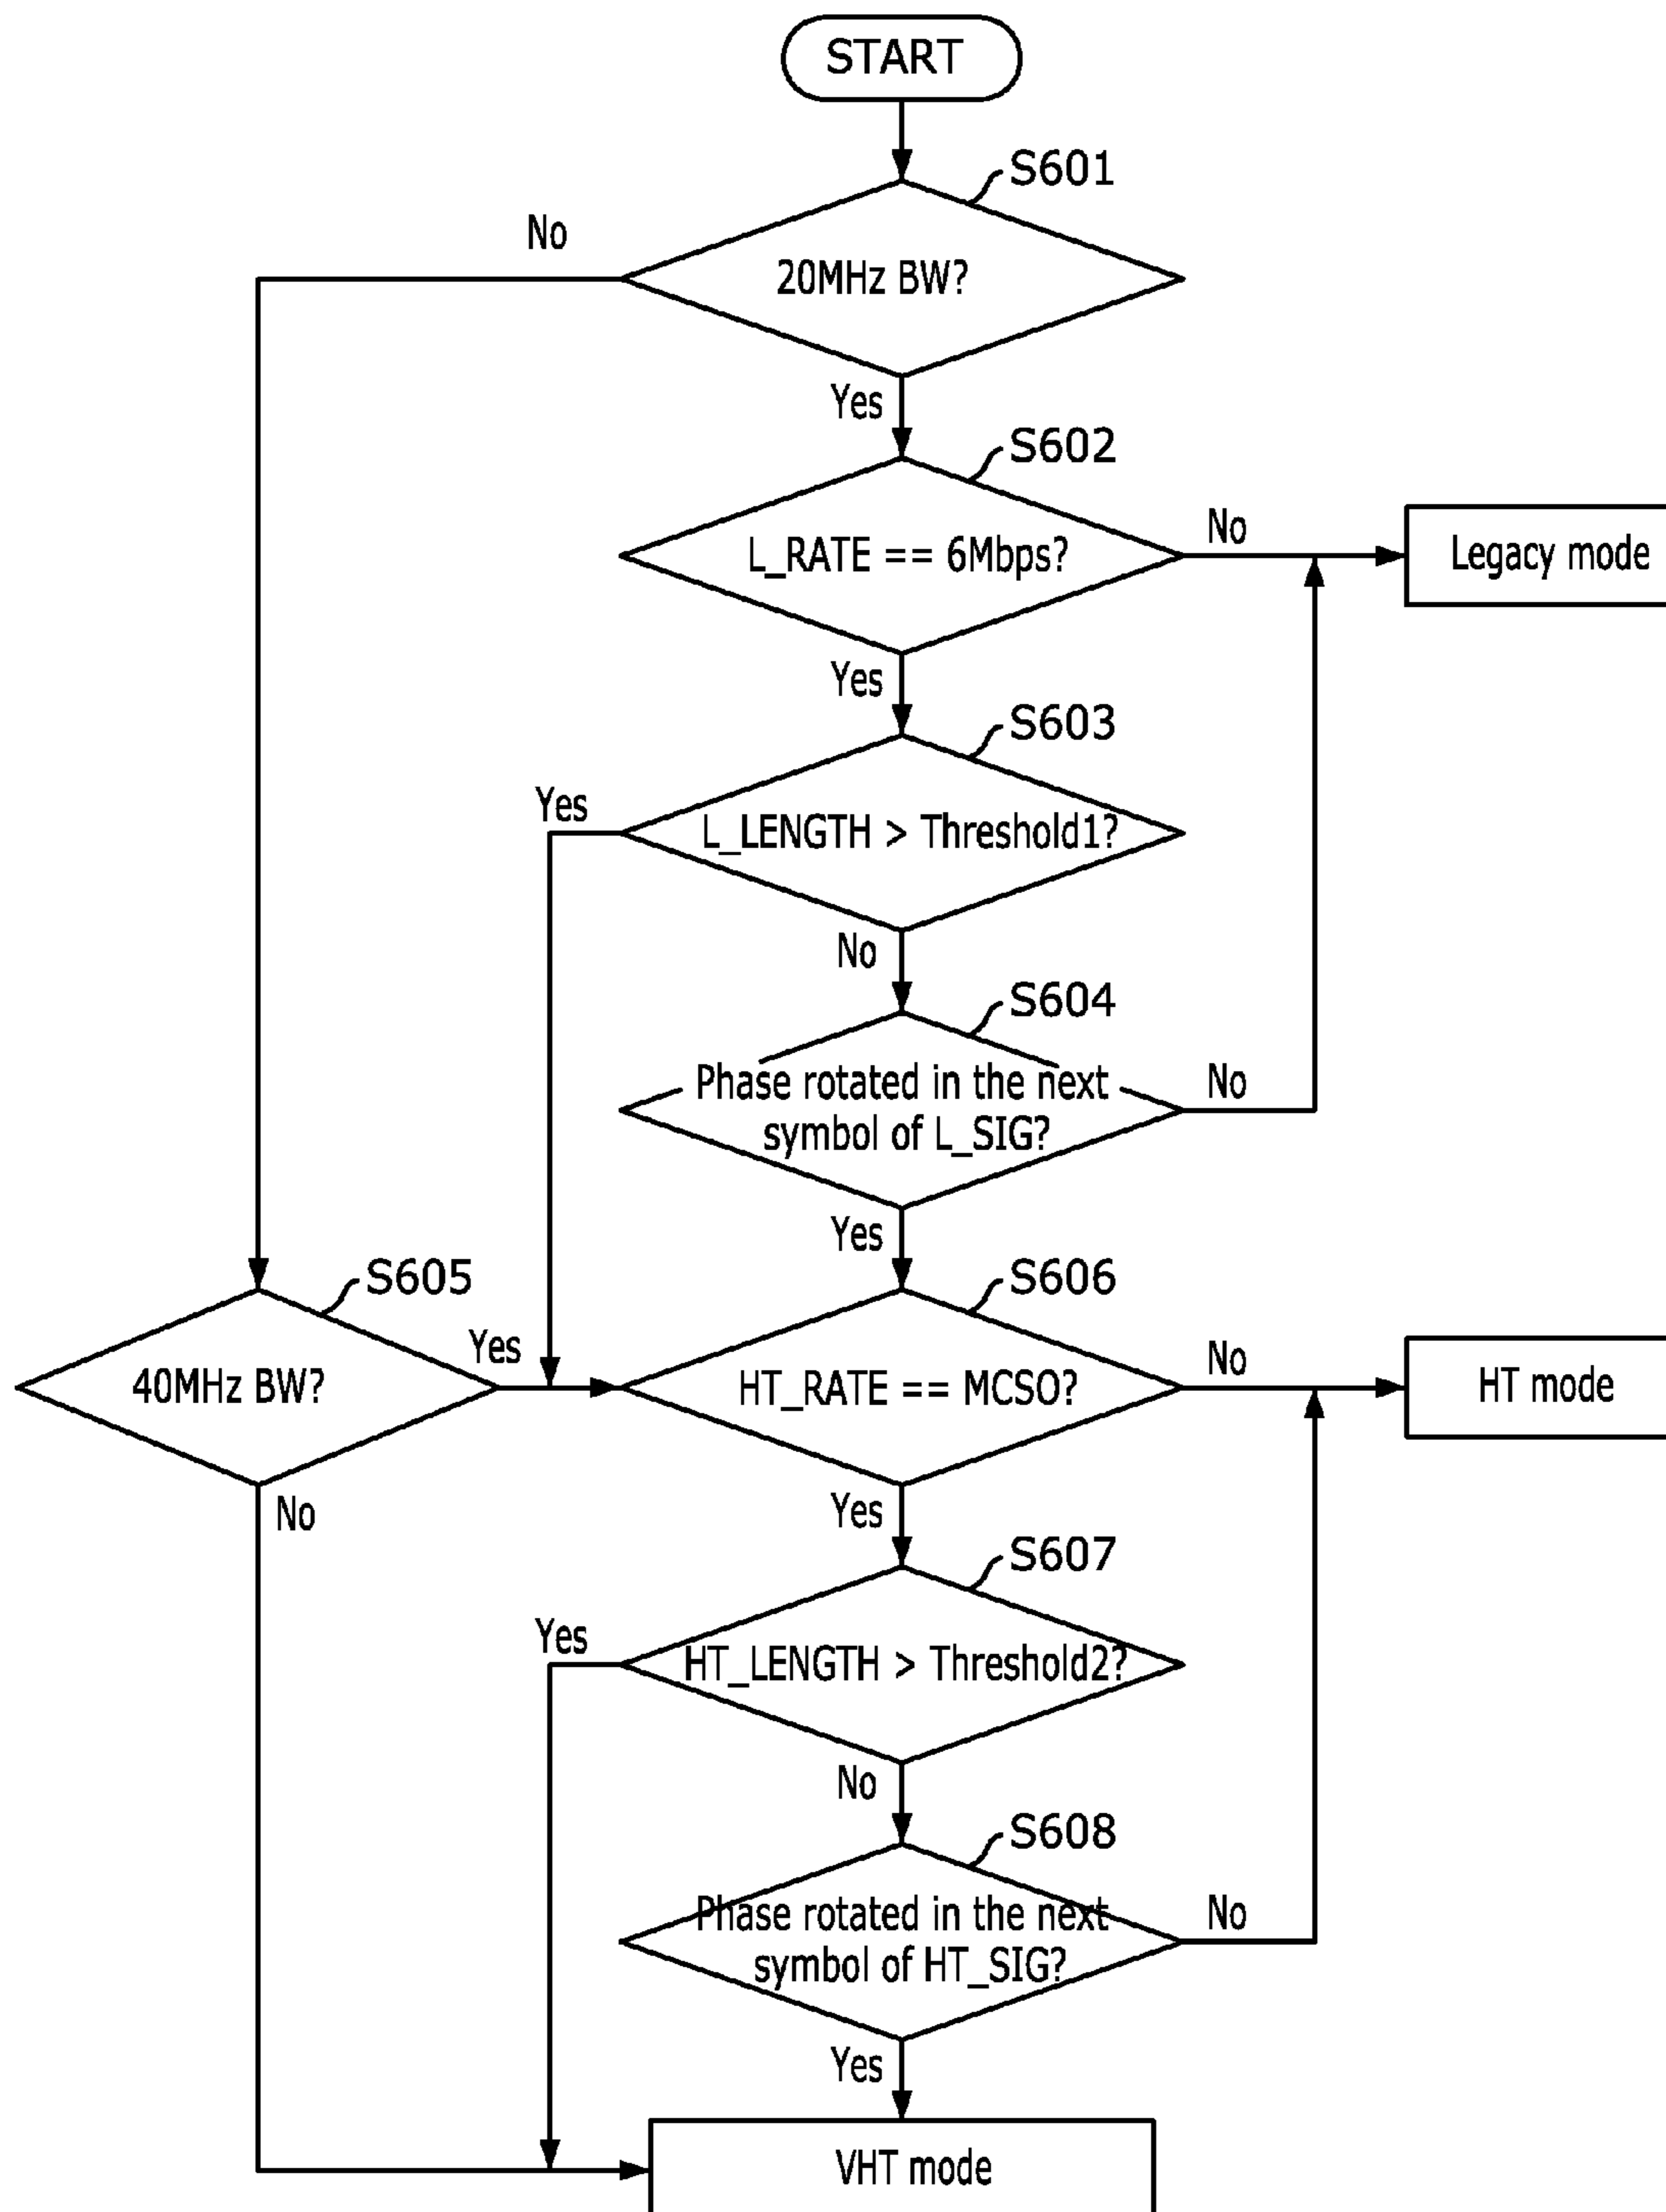 START
S601
No
20MHz BW?
Yes
S602
L_RATE == 6Mbps?
No
Legacy mode
Yes
S603
Yes
L_LENGTH > Threshold1?
No
S604
Phase rotated in the next
symbol of L_SIG?
No
Yes
S605
S606
40MHz BW?
Yes
HT_RATE == MCSO?
No
HT mode
No
Yes
S607
Yes
HT_LENGTH > Threshold2?
No
S608
Phase rotated in the next
symbol of HT_SIG?
No
Yes
VHT mode